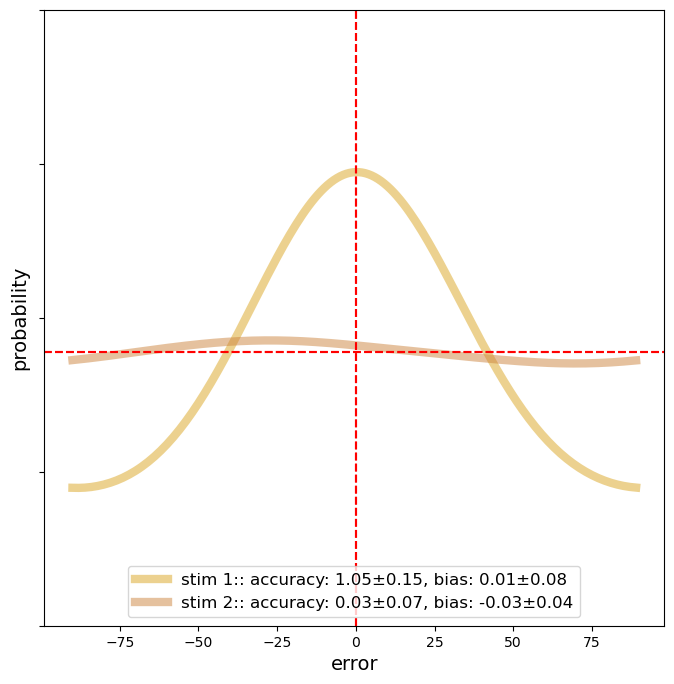 probability
stim 1:: accuracy: 1.05±0.15, bias: 0.01±0.08
stim 2:: accuracy: 0.03±0.07, bias: -0.03±0.04
−75 −50 −25 0 25 50 75
error